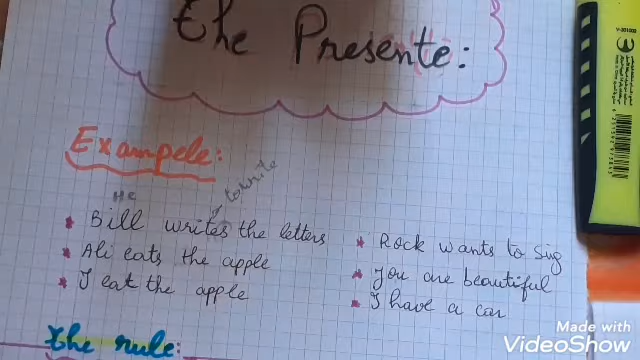 The Presente:
Exampele:
He
to write
Bill writes the letters
Ali eats the apple
I eat the apple
Rock wants to sig
you are beautiful
I have a car
the rule:
Made with
VideoShow